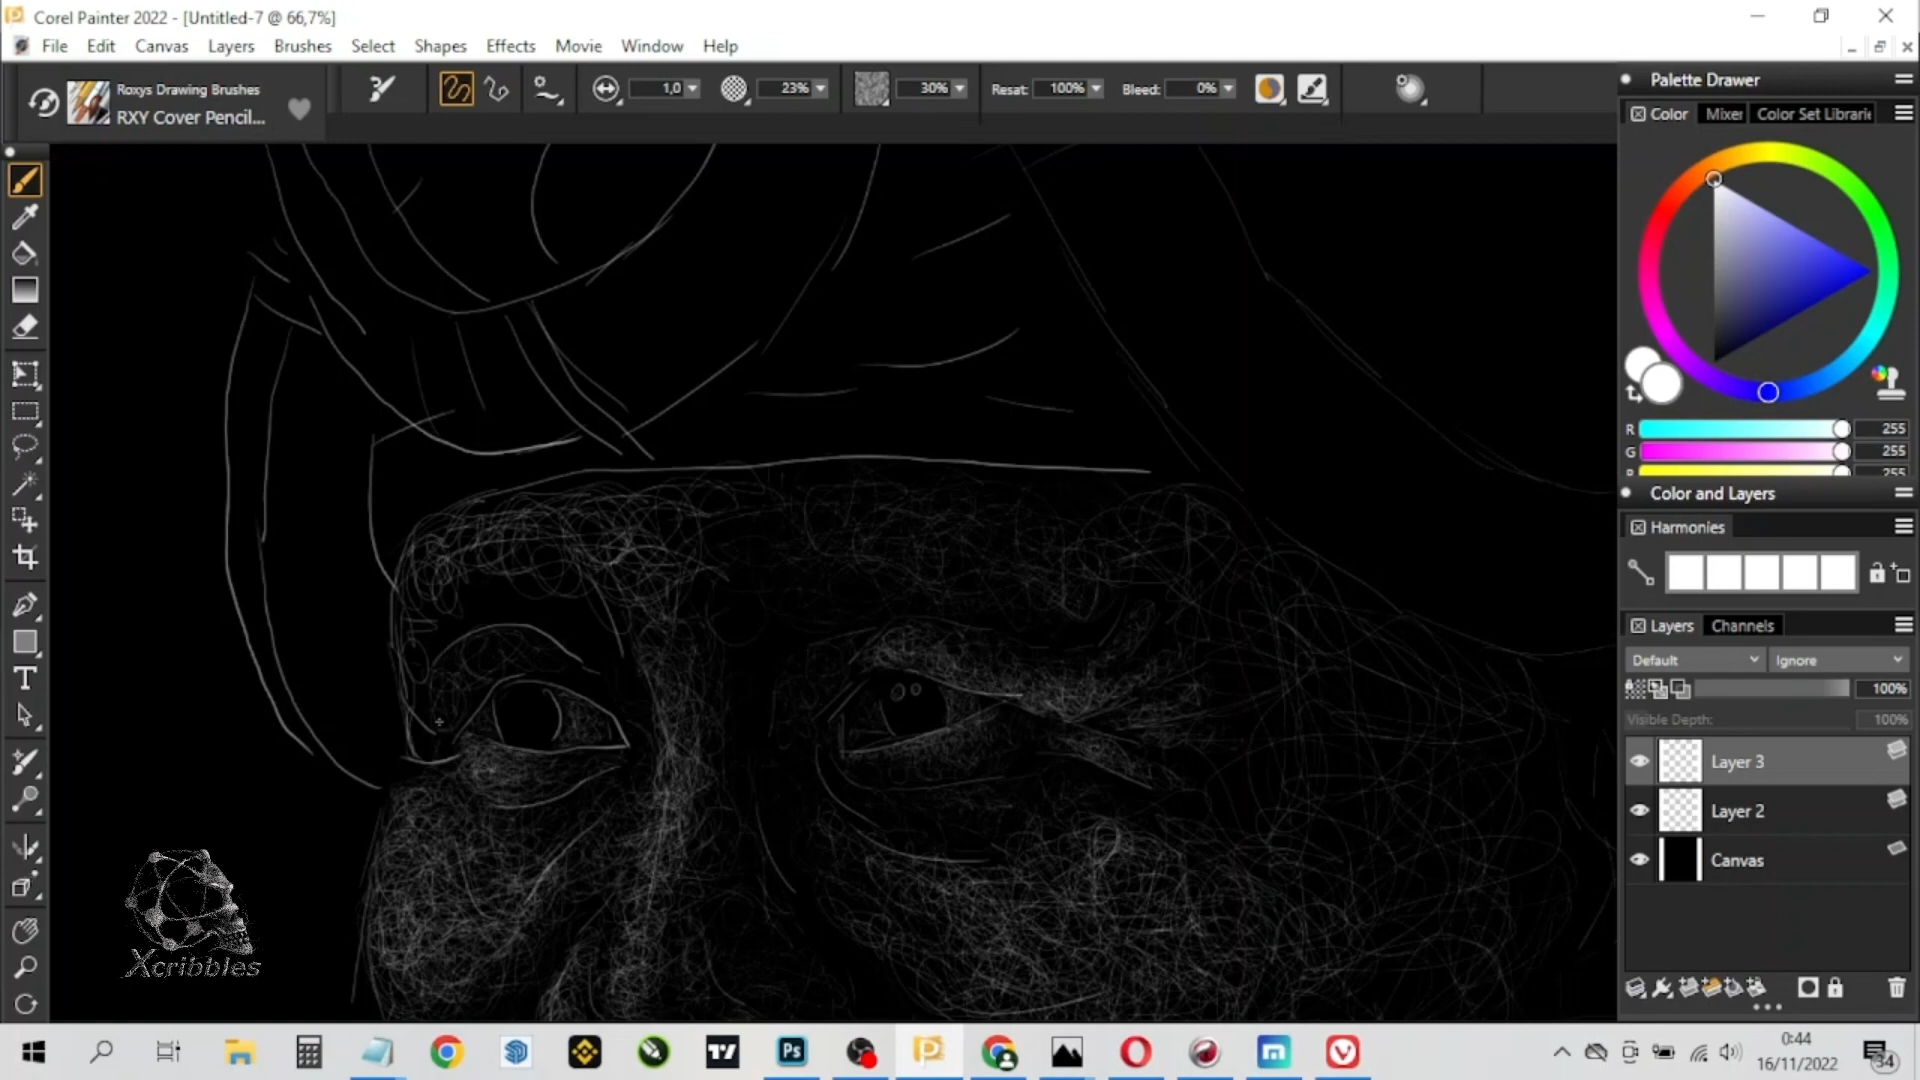 Corel Painter 2022 - [Untitled-7 @ 66,7%]
File Edit Canvas Layers Brushes Select Shapes Effects Movie Window Help
Roxys Drawing Brushes
RXY Cover Pencil...
1,0
23%
30%
Resat: 100%
Bleed: 0%
Palette Drawer
Color Mixer Color Set Librarie
R 255
G 255
255
Color and Layers
Harmonies
Layers Channels
Default Ignore
100%
Visible Depth: 100%
Layer 3
Layer 2
Canvas
Xcribbles
T
Ps
0:44
16/11/2022
34